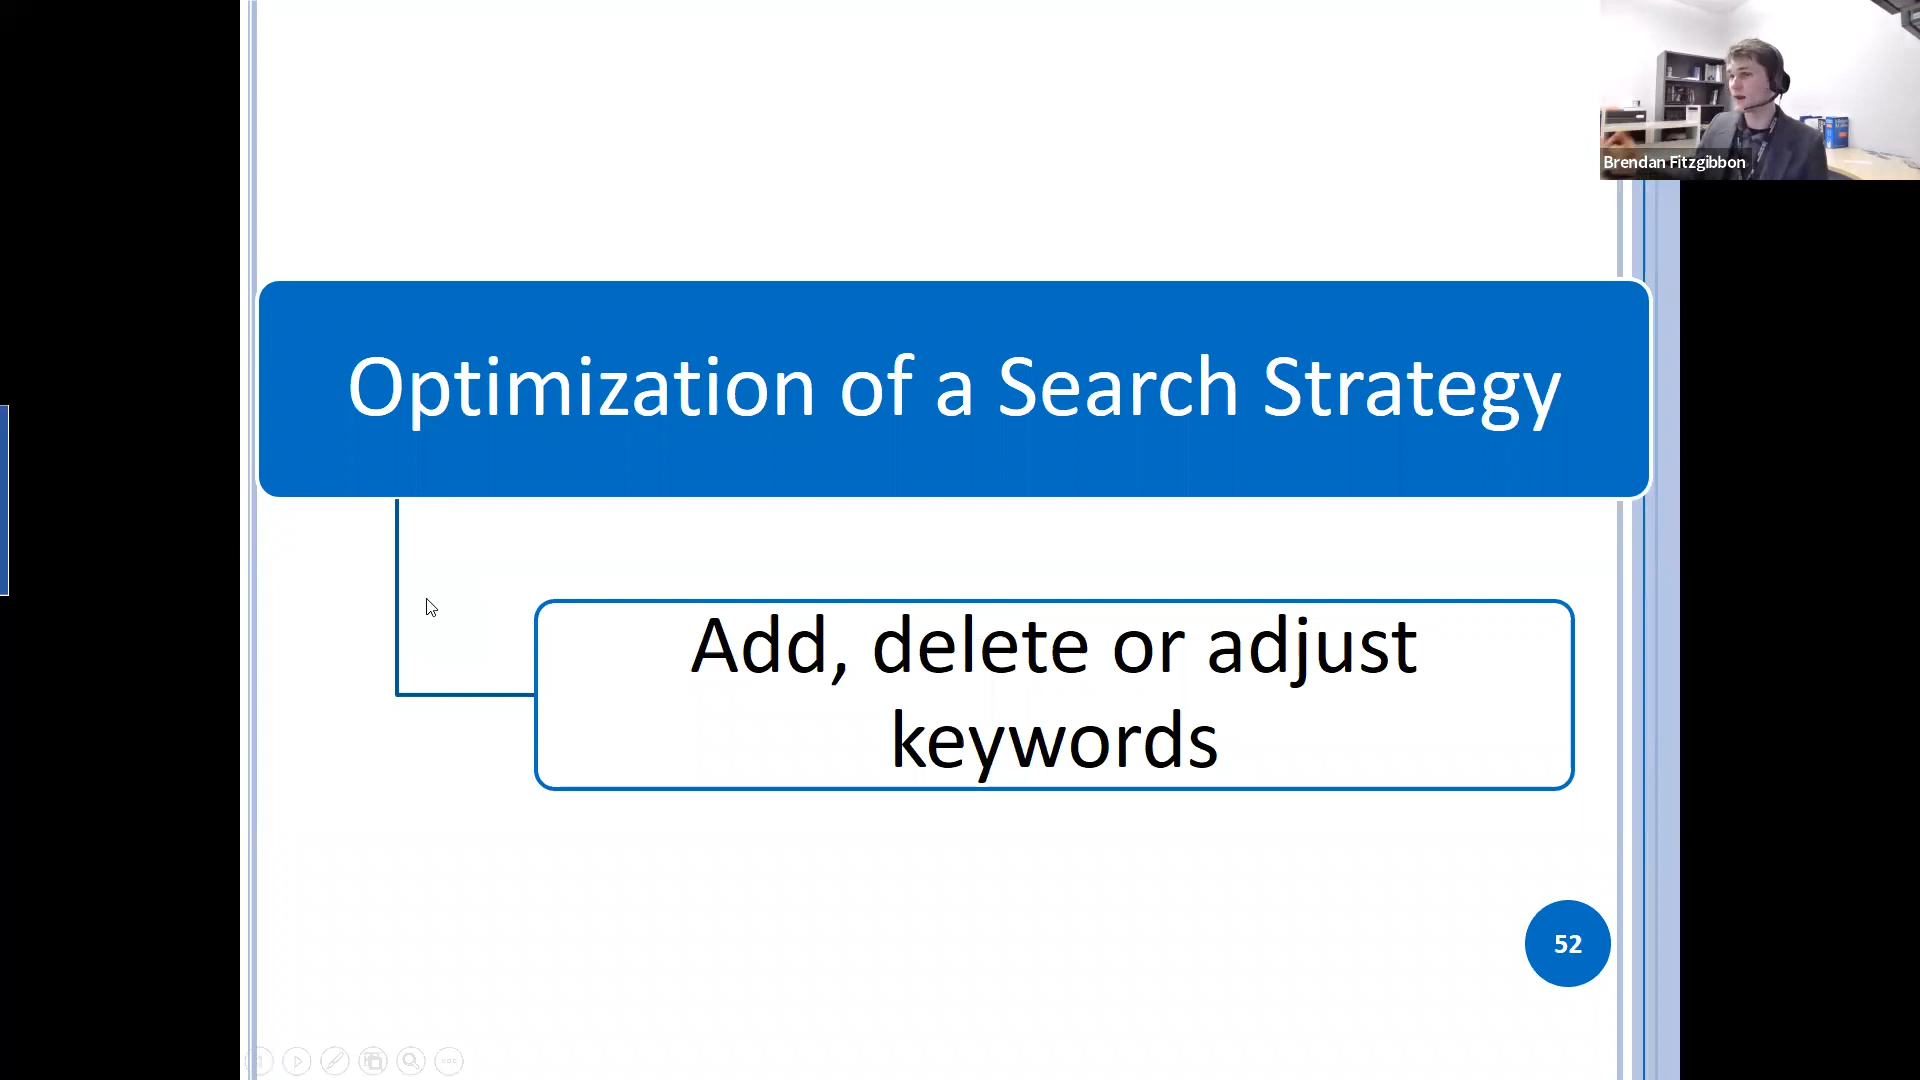 Brendan Fitzgibbon
Optimization of a Search Strategy
Add, delete or adjust
keywords
52